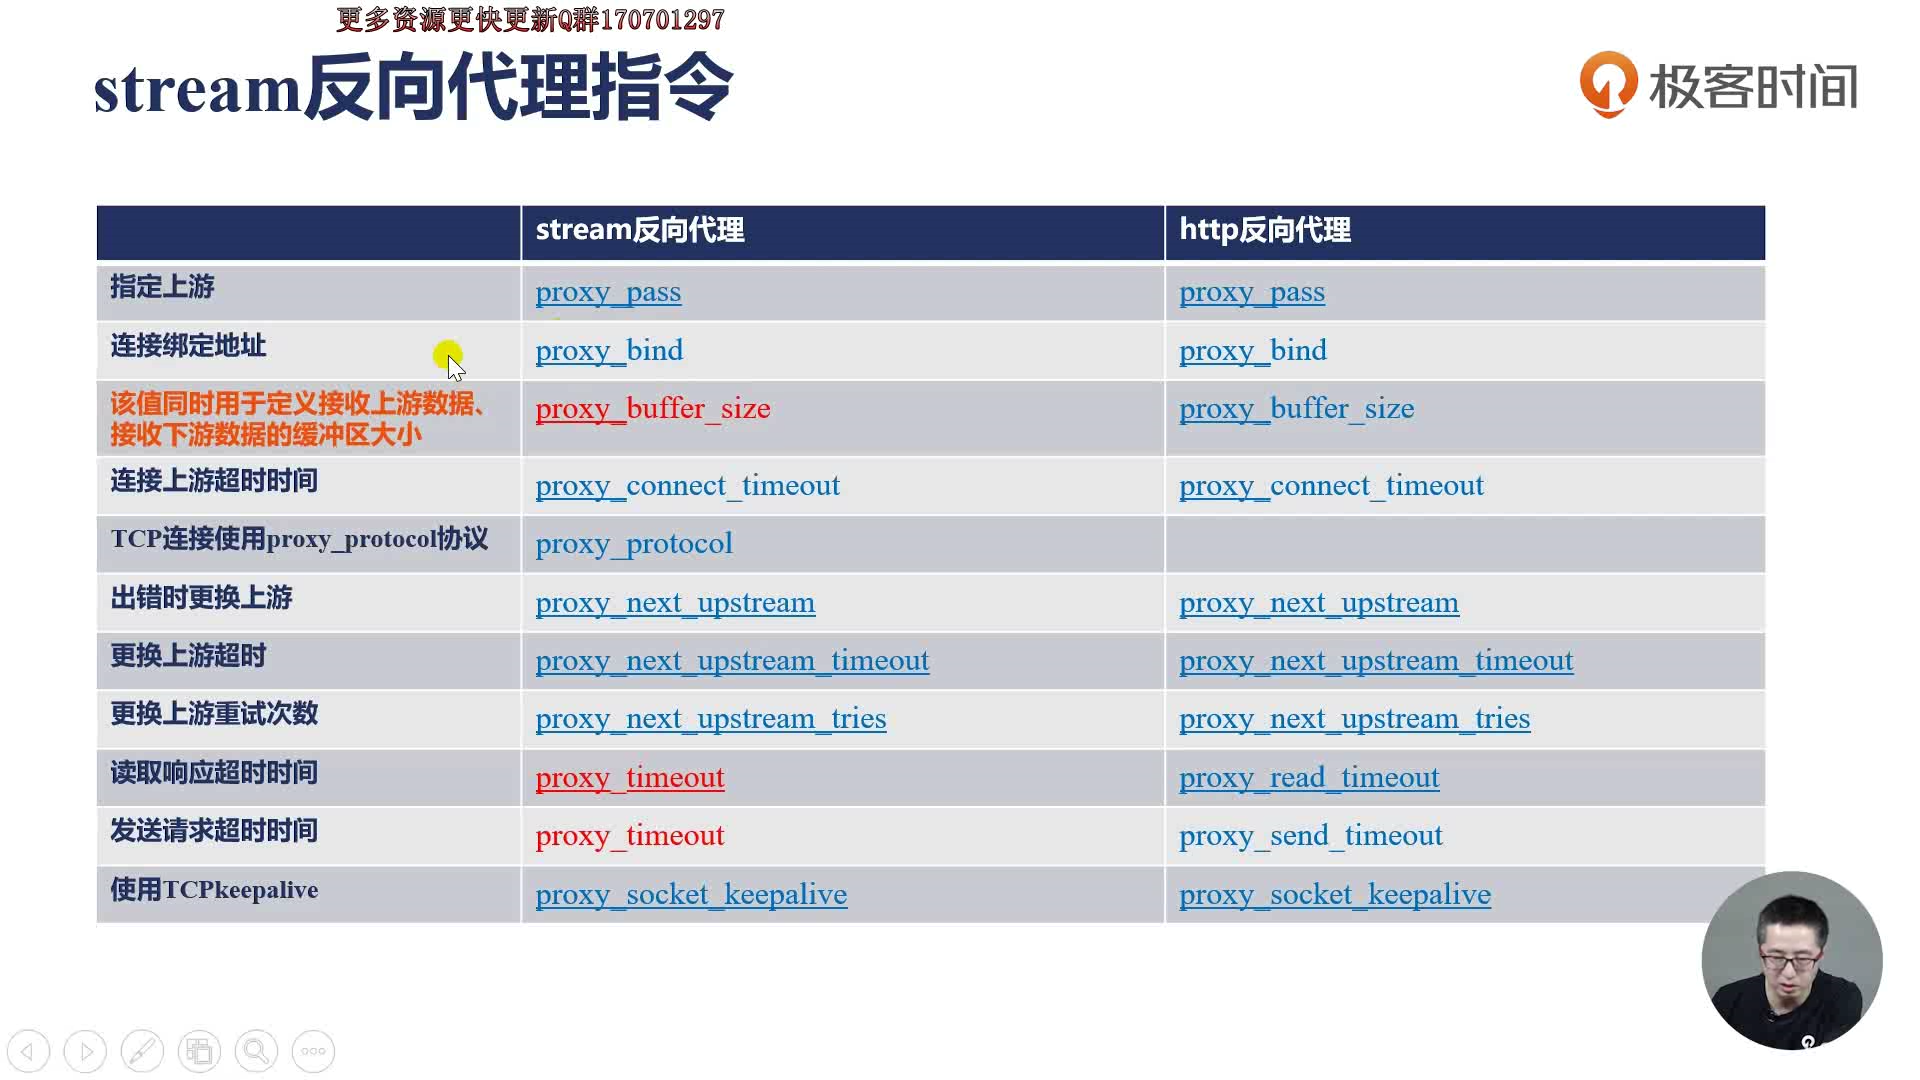 更多资源更快更新Q群170701297
stream反向代理指令
极客时间
stream反向代理 http反向代理
指定上游 proxy_pass proxy_pass
连接绑定地址 proxy_bind proxy_bind
该值同时用于定义接收上游数据、
接收下游数据的缓冲区大小 proxy_buffer_size proxy_buffer_size
连接上游超时时间 proxy_connect_timeout proxy_connect_timeout
TCP连接使用proxy_protocol协议 proxy_protocol
出错时更换上游 proxy_next_upstream proxy_next_upstream
更换上游超时 proxy_next_upstream_timeout proxy_next_upstream_timeout
更换上游重试次数 proxy_next_upstream_tries proxy_next_upstream_tries
读取响应超时时间 proxy_timeout proxy_read_timeout
发送请求超时时间 proxy_timeout proxy_send_timeout
使用TCPkeepalive proxy_socket_keepalive proxy_socket_keepalive